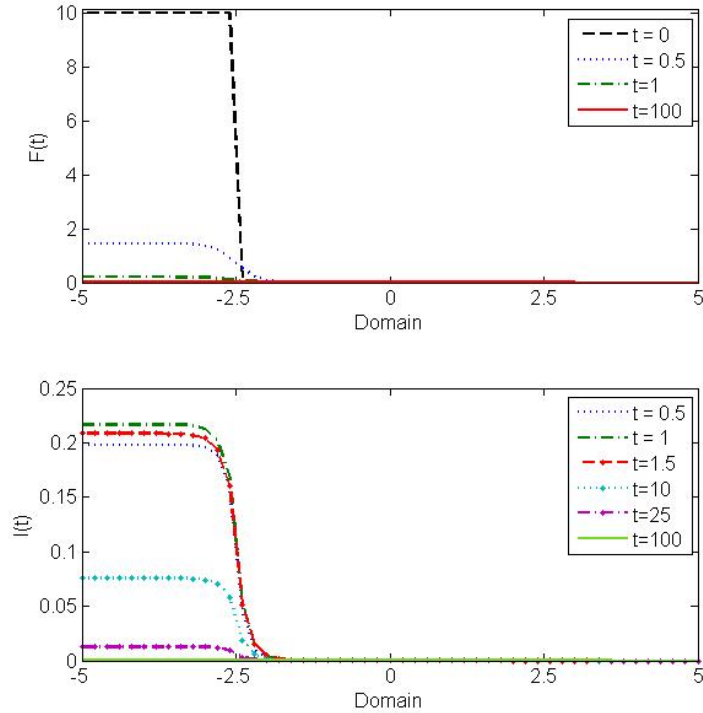 10
8
6
4
2
0
F(t)
t = 0
t = 0.5
t=1
t=100
-5
-2.5
0
2.5
5
Domain
0.25
0.2
0.15
0.1
0.05
0
I(t)
t = 0.5
t = 1
t=1.5
t=10
t=25
t=100
-5
-2.5
0
2.5
5
Domain